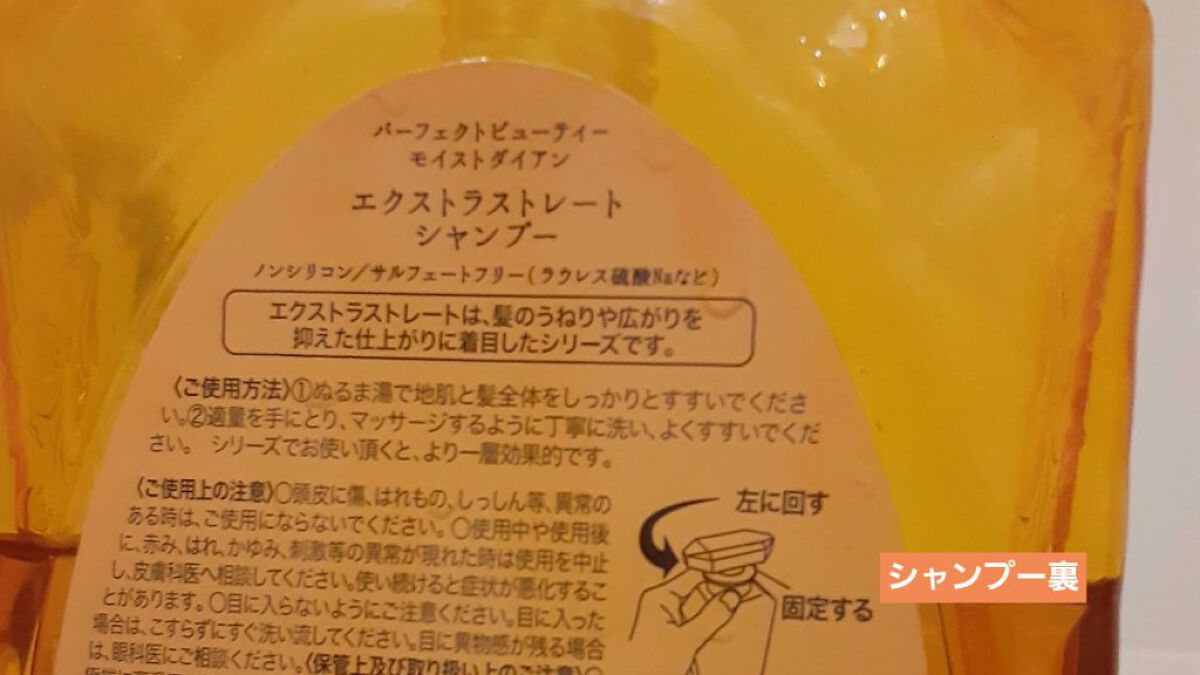 パーフェクトビューティー
モイストダイアン
エクストラストレート
シャンプー
ノンシリコン/サルフェートフリー(ラウレス硫酸Naなど)
エクストラストレートは、髪のうねりや広がりを
抑えた仕上がりに着目したシリーズです。
〈ご使用方法〉①ぬるま湯で地肌と髪全体をしっかりとすすいでくださ
い。②適量を手にとり、マッサージするように丁寧に洗い、よくすすいでくだ
さい。 シリーズでお使い頂くと、より一層効果的です。
〈ご使用上の注意〉○頭皮に傷、はれもの、しっしん等、異常の
ある時は、ご使用にならないでください。○使用中や使用後
に、赤み、はれ、かゆみ、刺激等の異常が現れた時は使用を中止
し、皮膚科医へ相談してください。使い続けると症状が悪化するこ
とがあります。○目に入らないようにご注意ください。目に入った
場合は、こすらずにすぐ洗い流してください。目に異物感が残る場合
は、眼科医にご相談ください。〈保管上及び取り扱い上のご注意〉○
左に回す
固定する
シャンプー裏